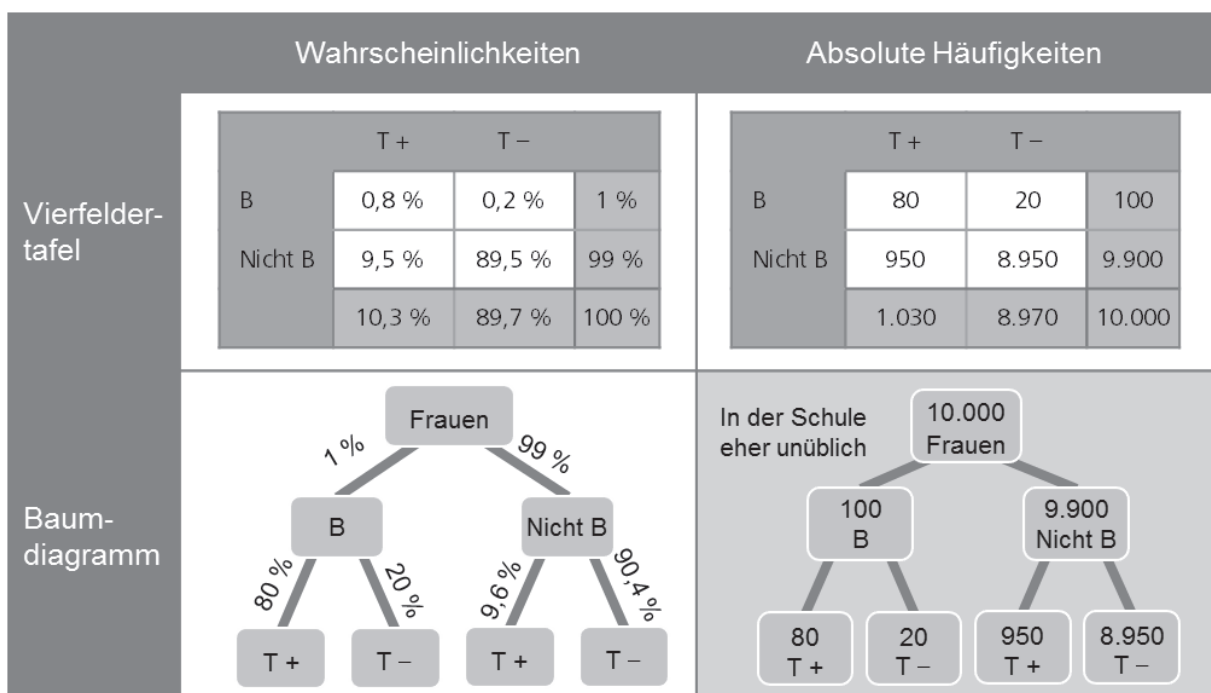 Wahrscheinlichkeiten
Absolute Häufigkeiten
Vierfelder-
tafel
T + T –
B 0,8 % 0,2 % 1 %
Nicht B 9,5 % 89,5 % 99 %
10,3 % 89,7 % 100 %
T + T –
B 80 20 100
Nicht B 950 8.950 9.900
1.030 8.970 10.000
Baum-
diagramm
Frauen
1 % 99 %
B Nicht B
80 % 20 % 9,6 % 90,4 %
T + T – T + T –
In der Schule
eher unüblich
10.000
Frauen
100
B
9.900
Nicht B
80
T +
20
T –
950
T +
8.950
T –